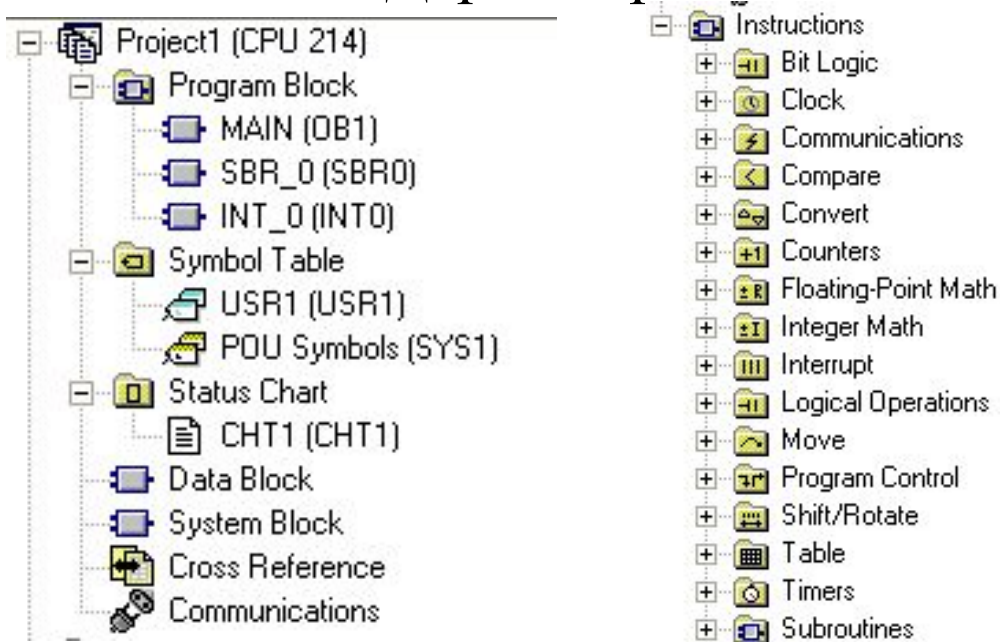 Project1 (CPU 214)
Program Block
MAIN (OB1)
SBR_0 (SBR0)
INT_0 (INT0)
Symbol Table
USR1 (USR1)
POU Symbols (SYS1)
Status Chart
CHT1 (CHT1)
Data Block
System Block
Cross Reference
Communications
Instructions
Bit Logic
Clock
Communications
Compare
Convert
Counters
Floating-Point Math
Integer Math
Interrupt
Logical Operations
Move
Program Control
Shift/Rotate
Table
Timers
Subroutines